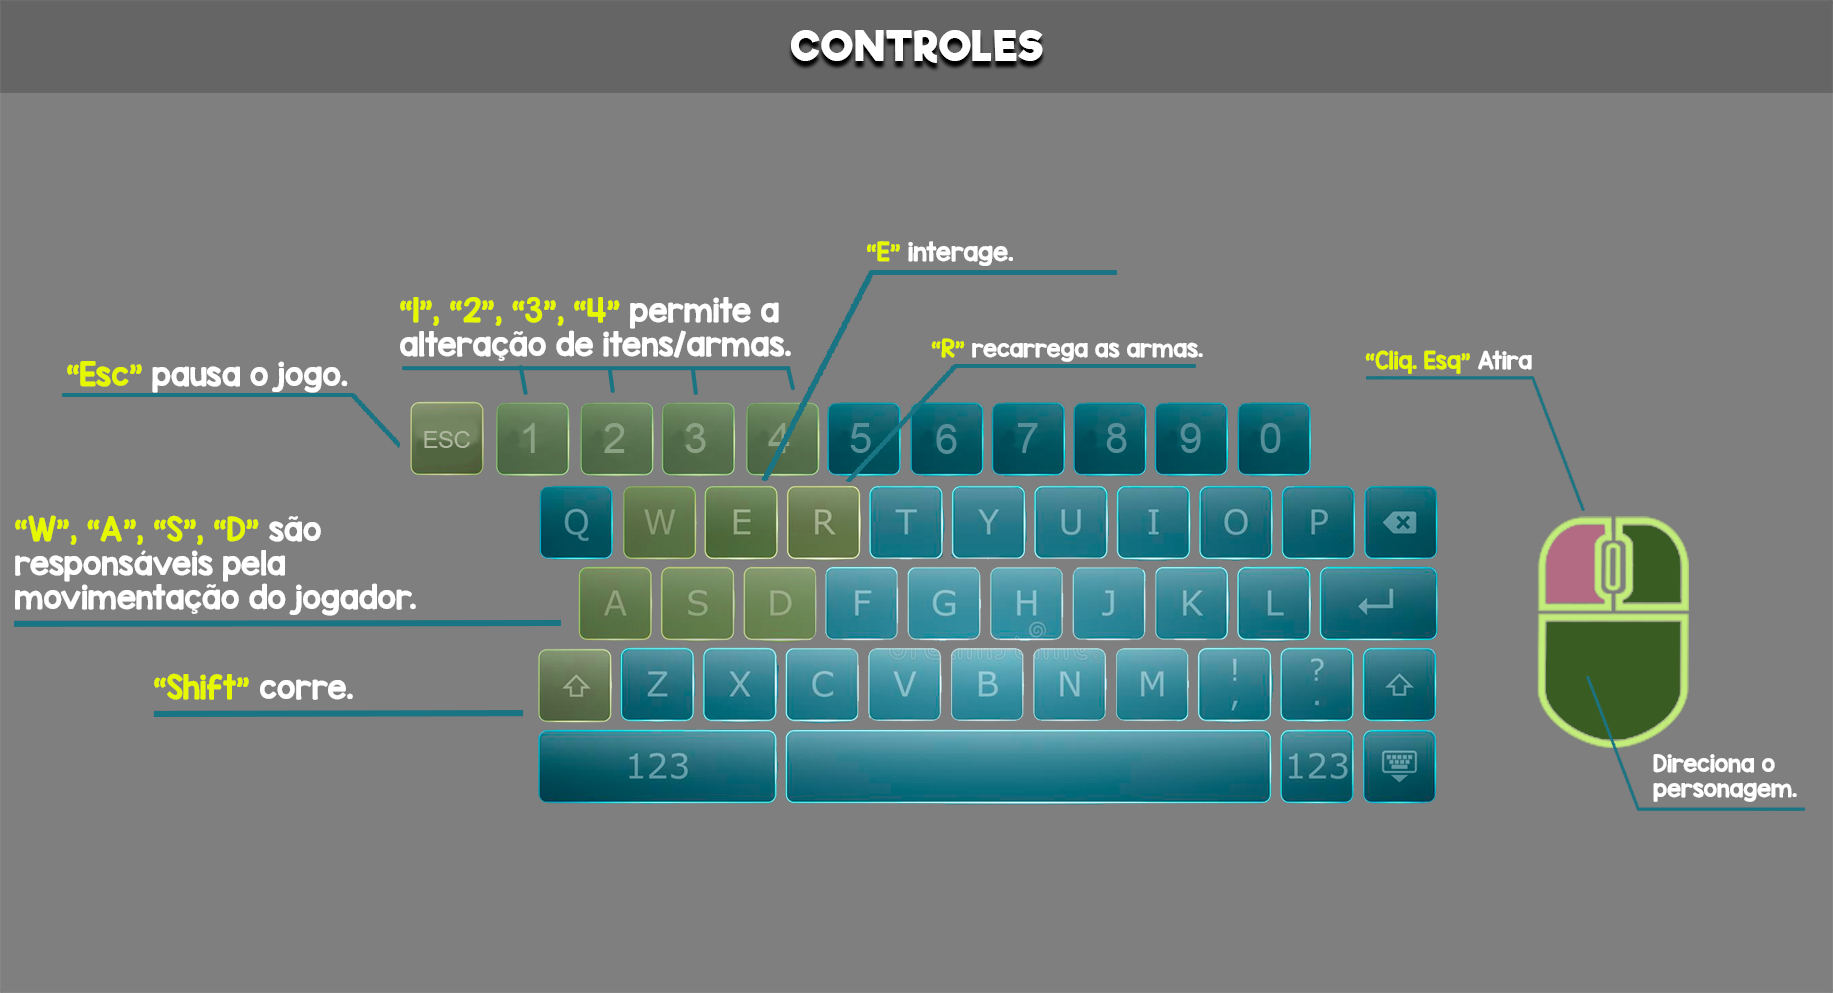 CONTROLES
“E” interage.
“1”, “2”, “3”, “4” permite a
alteração de itens/armas.
“R” recarrega as armas.
“Esc” pausa o jogo.
“Cliq. Esq” Atira
ESC 1 2 3 4 5 6 7 8 9 0
Q W E R T Y U I O P
“W”, “A”, “S”, “D” são
responsáveis pela
movimentação do jogador.
A S D F G H J K L
“Shift” corre.
Z X C V B N M ! , ? .
123 123
Direciona o
personagem.